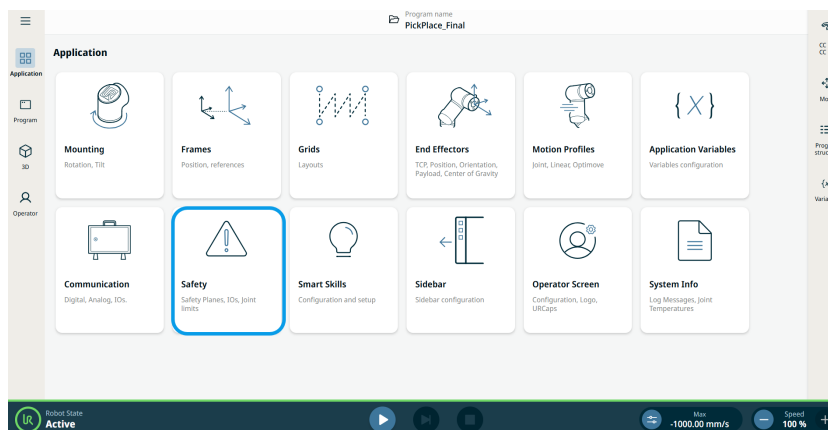 Program name
PickPlace_Final
Application
Application
Program
3D
Operator
Mounting
Rotation, Tilt
Frames
Position, references
Grids
Layouts
End Effectors
TCP, Position, Orientation,
Payload, Center of Gravity
Motion Profiles
Joint, Linear, Optimove
{X}
Application Variables
Variables configuration
Communication
Digital, Analog, IOs.
Safety
Safety Planes, IOs, Joint
limits
Smart Skills
Configuration and setup
Sidebar
Sidebar configuration
Operator Screen
Configuration, Logo,
URCaps
System Info
Log Messages, Joint
Temperatures
CC
CC
UR
Robot State
Active
Max
-1000.00 mm/s
Speed
100 %